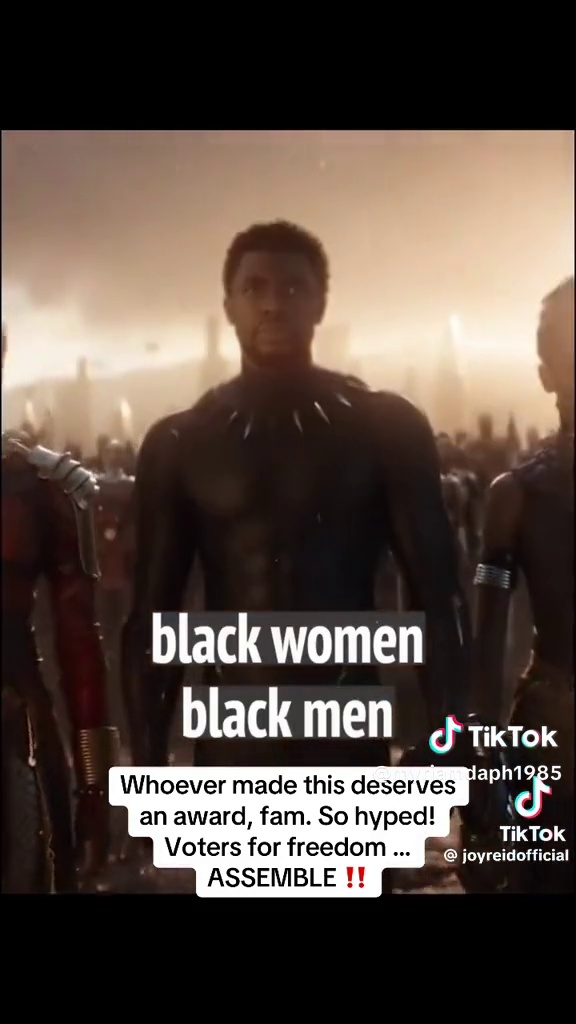 black women
black men
TikTok
@myriamdaph1985
Whoever made this deserves
an award, fam. So hyped!
Voters for freedom ...
ASSEMBLE ‼️
TikTok
@ joyreidofficial